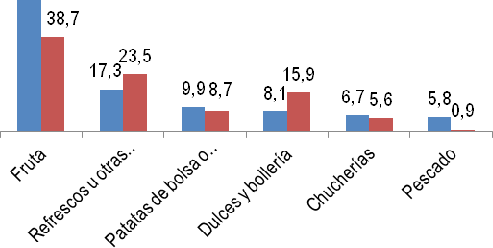 38,7
17,3
23,5
9,9
8,7
8,1
15,9
6,7
5,6
5,8
0,9
Fruta
Refrescos u otras..
Patatas de bolsa o..
Dulces y bollería
Chucherías
Pescado